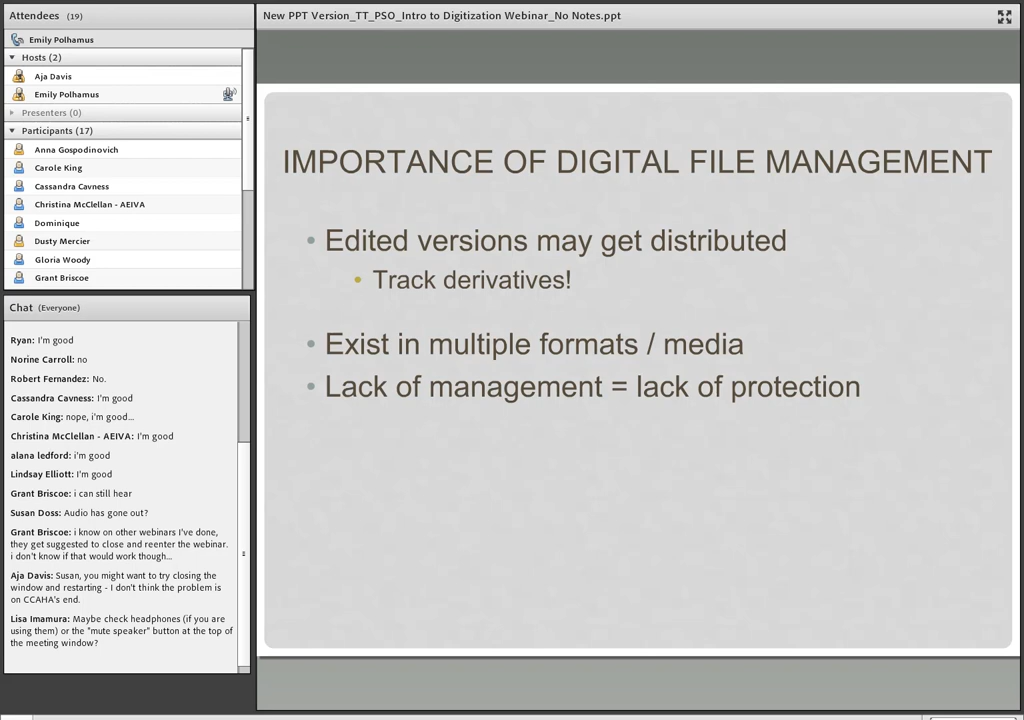 Attendees (19)
Emily Polhamus
Hosts (2)
Aja Davis
Emily Polhamus
Presenters (0)
Participants (17)
Anna Gospodinovich
Carole King
Cassandra Cavness
Christina McClellan - AEIVA
Dominique
Dusty Mercier
Gloria Woody
Grant Briscoe
Chat (Everyone)
Ryan: I'm good
Norine Carroll: no
Robert Fernandez: No.
Cassandra Cavness: I'm good
Carole King: nope, i'm good...
Christina McClellan - AEIVA: I'm good
alana ledford: i'm good
Lindsay Elliott: I'm good
Grant Briscoe: i can still hear
Susan Doss: Audio has gone out?
Grant Briscoe: i know on other webinars I've done,
they get suggested to close and reenter the webinar.
i don't know if that would work though...
Aja Davis: Susan, you might want to try closing the
window and restarting - I don't think the problem is
on CCAHA's end.
Lisa Imamura: Maybe check headphones (if you are
using them) or the "mute speaker" button at the top of
the meeting window?
New PPT Version_TT_PSO_Intro to Digitization Webinar_No Notes.ppt
IMPORTANCE OF DIGITAL FILE MANAGEMENT
• Edited versions may get distributed
• Track derivatives!
• Exist in multiple formats / media
• Lack of management = lack of protection